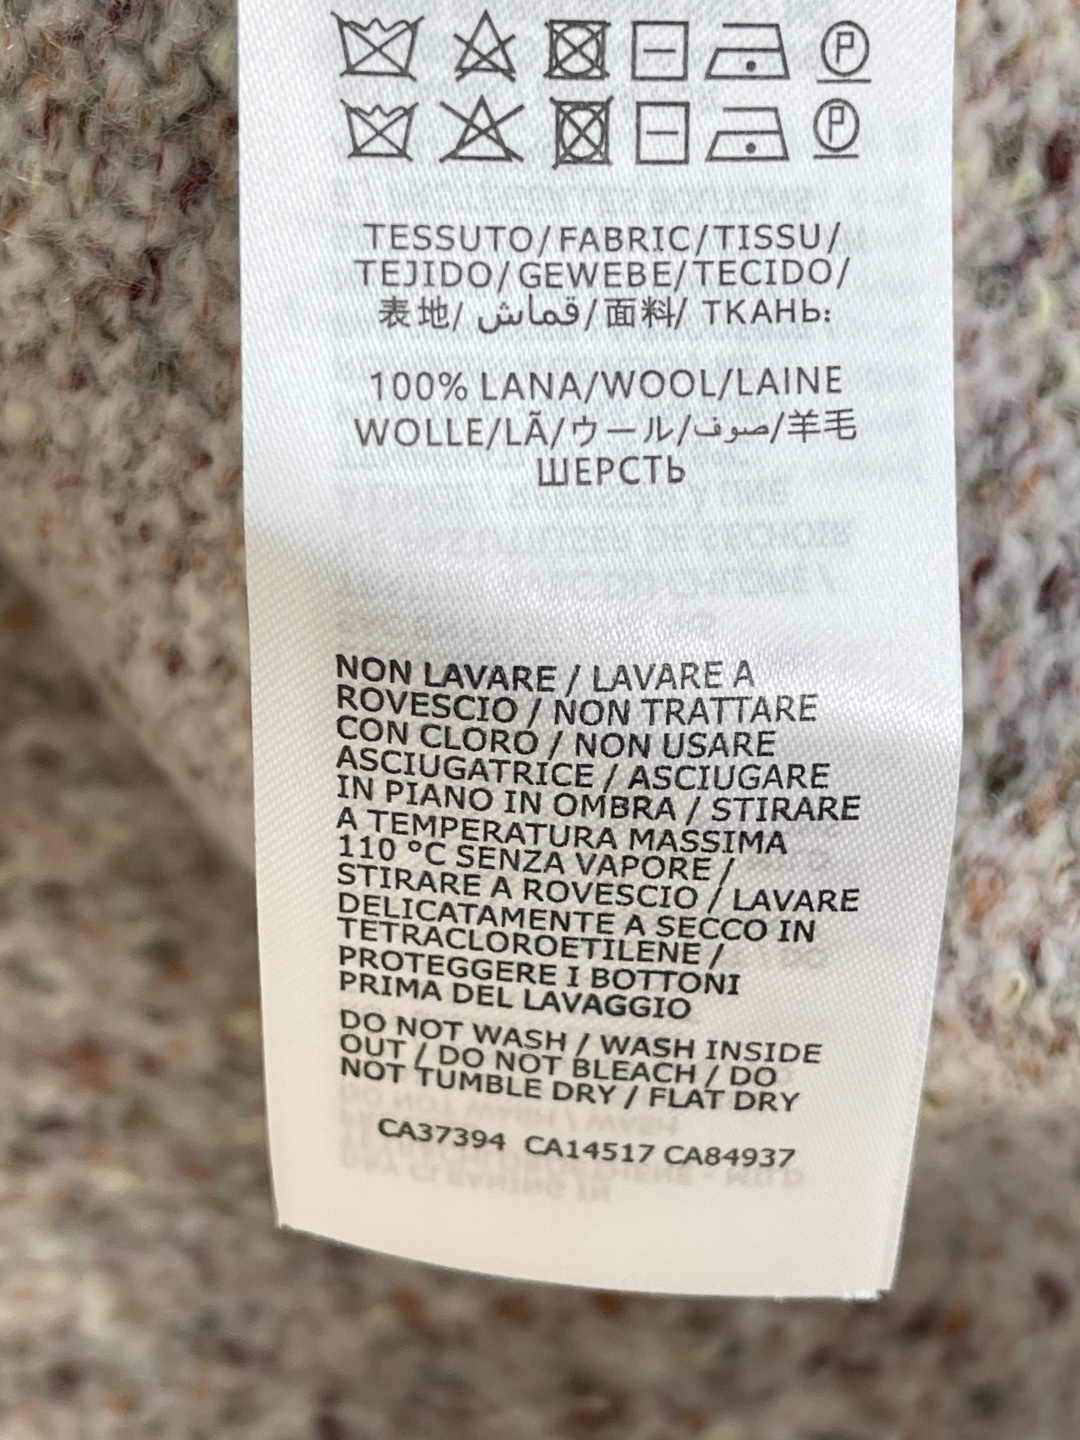 TESSUTO/FABRIC/TISSU/
TEJIDO/GEWEBE/TECIDO/
表地/ قماش/面料/ ТКАНЬ:
100% LANA/WOOL/LAINE
WOLLE/LÃ/ウール/صوف/羊毛
ШЕРСТЬ
NON LAVARE / LAVARE A
ROVESCIO / NON TRATTARE
CON CLORO / NON USARE
ASCIUGATRICE / ASCIUGARE
IN PIANO IN OMBRA / STIRARE
A TEMPERATURA MASSIMA
110 °C SENZA VAPORE /
STIRARE A ROVESCIO / LAVARE
DELICATAMENTE A SECCO IN
TETRACLOROETILENE /
PROTEGGERE I BOTTONI
PRIMA DEL LAVAGGIO
DO NOT WASH / WASH INSIDE
OUT / DO NOT BLEACH / DO
NOT TUMBLE DRY / FLAT DRY
CA37394 CA14517 CA84937